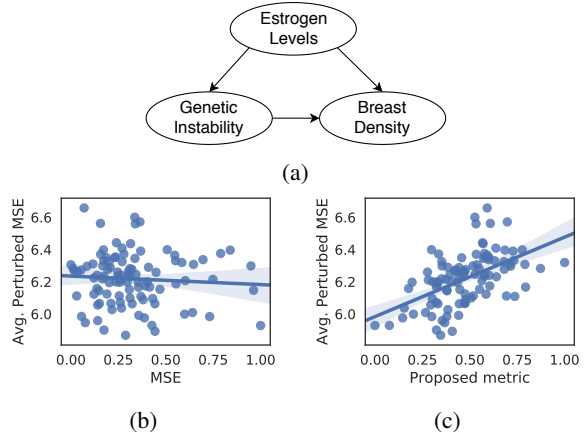 Estrogen
Levels
Genetic
Instability
Breast
Density
(a)
Avg. Perturbed MSE
6.6
6.4
6.2
6.0
0.00 0.25 0.50 0.75 1.00
MSE
(b)
Avg. Perturbed MSE
6.6
6.4
6.2
6.0
0.00 0.25 0.50 0.75 1.00
Proposed metric
(c)